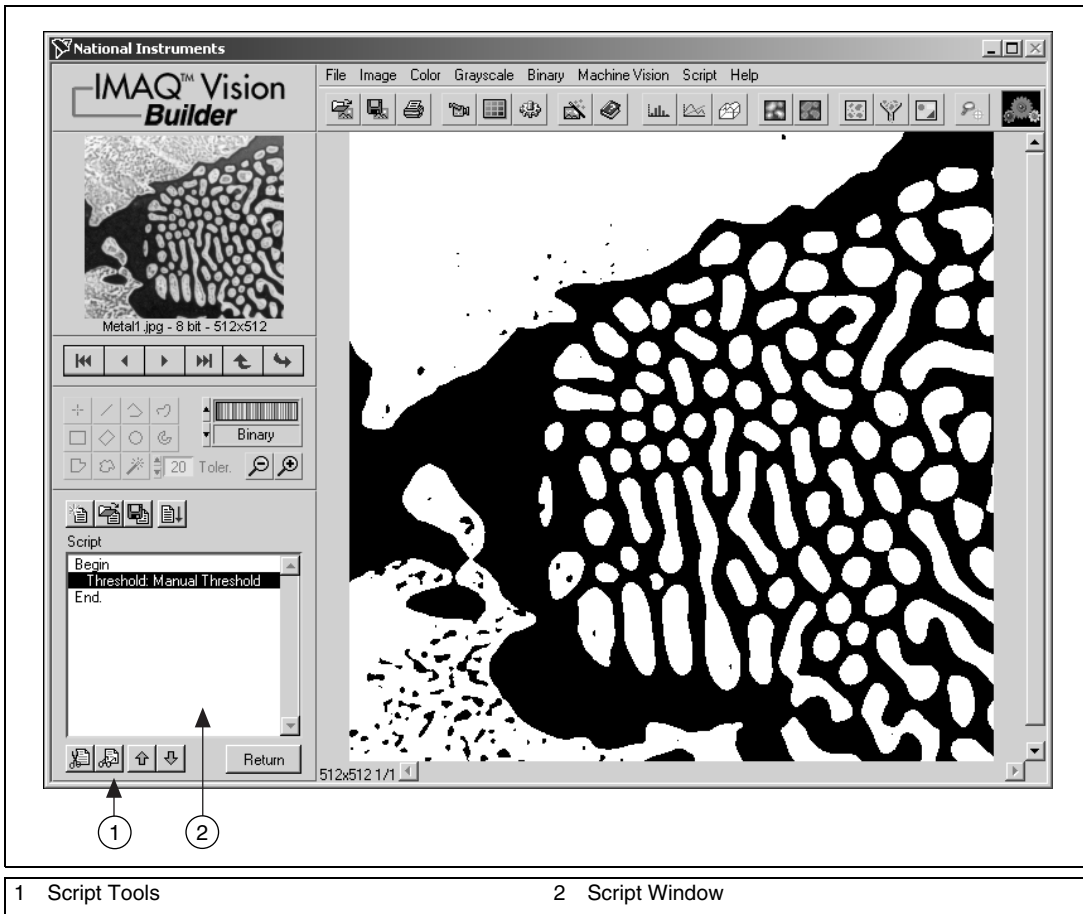 National Instruments
IMAQ™ Vision
Builder
File Image Color Grayscale Binary Machine Vision Script Help
Metal1.jpg - 8 bit - 512x512
Binary
20 Toler.
Script
Begin
Threshold: Manual Threshold
End.
Return
512x512 1/1
1 2
1 Script Tools 2 Script Window